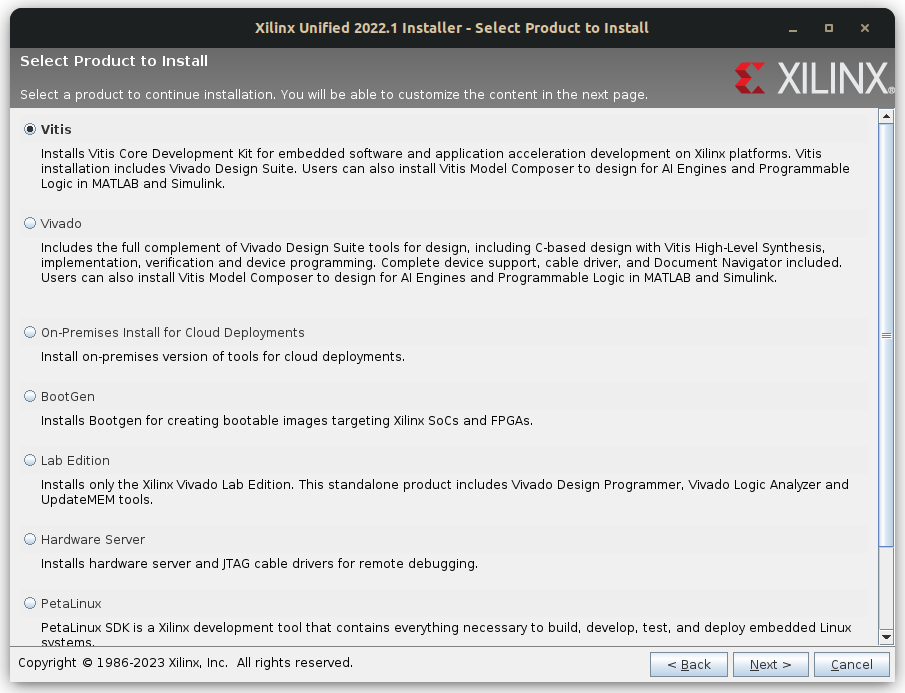 Xilinx Unified 2022.1 Installer - Select Product to Install
Select Product to Install
Select a product to continue installation. You will be able to customize the content in the next page.
XILINX®
Vitis
Installs Vitis Core Development Kit for embedded software and application acceleration development on Xilinx platforms. Vitis
installation includes Vivado Design Suite. Users can also install Vitis Model Composer to design for AI Engines and Programmable
Logic in MATLAB and Simulink.
Vivado
Includes the full complement of Vivado Design Suite tools for design, including C-based design with Vitis High-Level Synthesis,
implementation, verification and device programming. Complete device support, cable driver, and Document Navigator included.
Users can also install Vitis Model Composer to design for AI Engines and Programmable Logic in MATLAB and Simulink.
On-Premises Install for Cloud Deployments
Install on-premises version of tools for cloud deployments.
BootGen
Installs Bootgen for creating bootable images targeting Xilinx SoCs and FPGAs.
Lab Edition
Installs only the Xilinx Vivado Lab Edition. This standalone product includes Vivado Design Programmer, Vivado Logic Analyzer and
UpdateMEM tools.
Hardware Server
Installs hardware server and JTAG cable drivers for remote debugging.
PetaLinux
PetaLinux SDK is a Xilinx development tool that contains everything necessary to build, develop, test, and deploy embedded Linux
systems.
Copyright © 1986-2023 Xilinx, Inc. All rights reserved.
< Back
Next >
Cancel